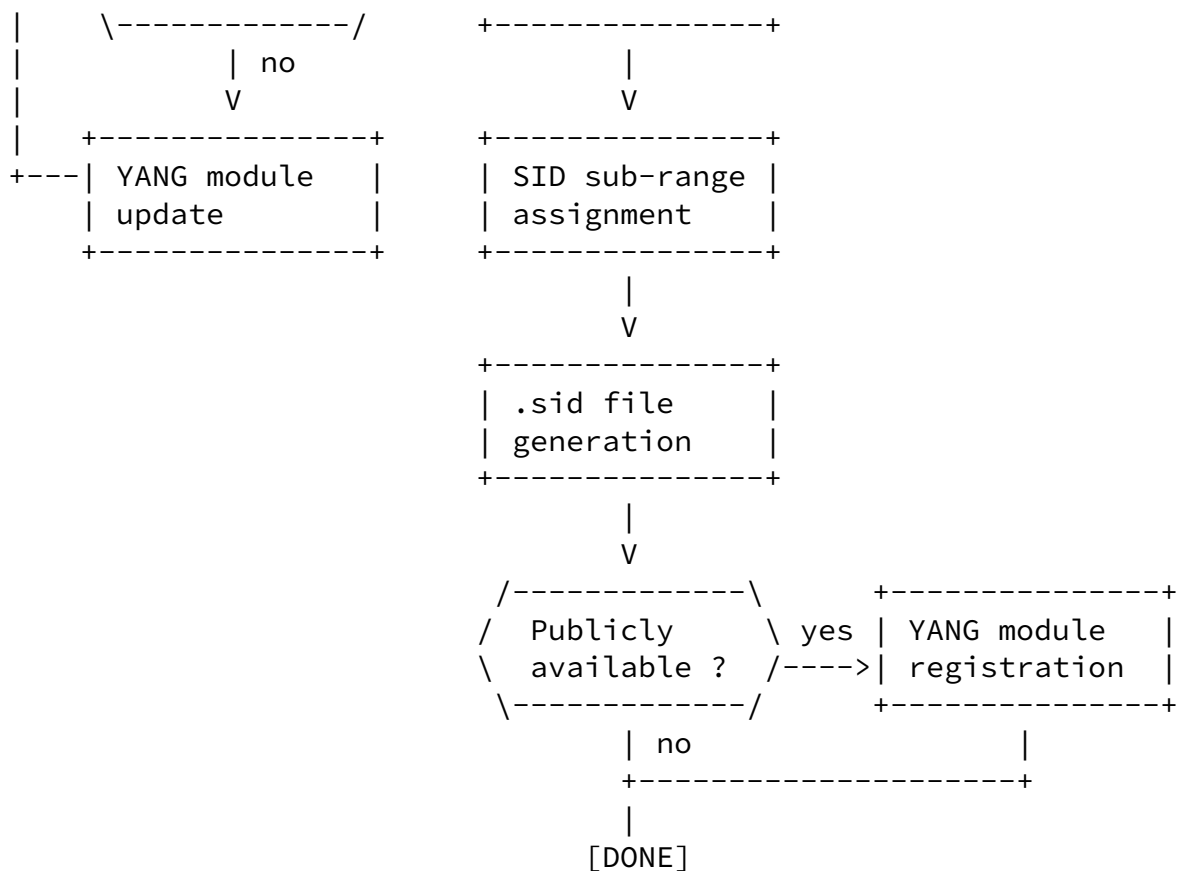 no
V
V
YANG module
update
SID sub-range
assignment
V
.sid file
generation
V
Publicly
available ?
yes
YANG module
registration
no
[DONE]